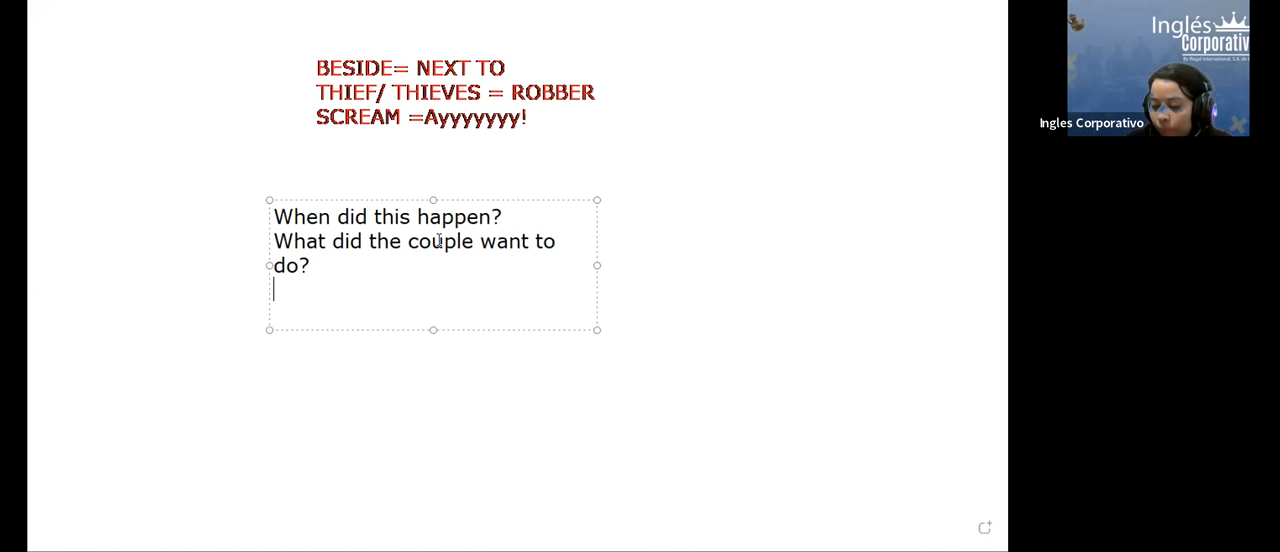 BESIDE= NEXT TO
THIEF/ THIEVES = ROBBER
SCREAM =Ayyyyyyy!
When did this happen?
What did the couple want to
do?
Inglés
Corporativ
Ingles Corporativo